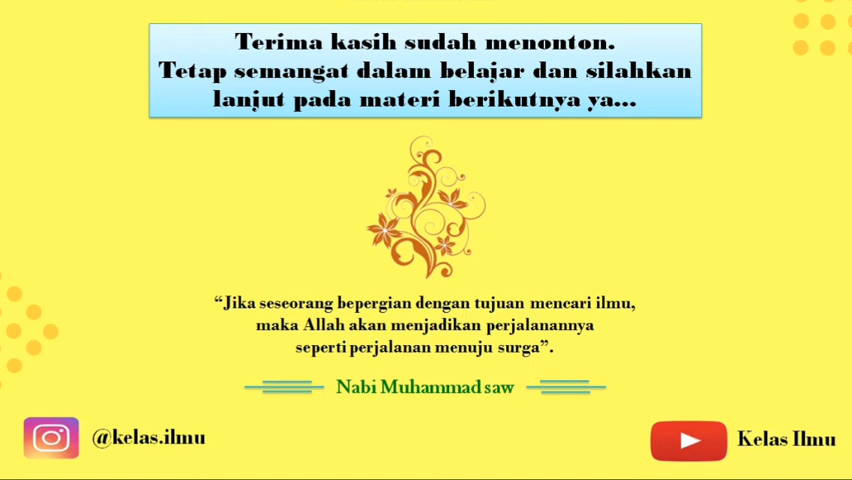 Terima kasih sudah menonton.
Tetap semangat dalam belajar dan silahkan
lanjut pada materi berikutnya ya...
“Jika seseorang bepergian dengan tujuan mencari ilmu,
maka Allah akan menjadikan perjalanannya
seperti perjalanan menuju surga”.
Nabi Muhammad saw
@kelas.ilmu
Kelas Ilmu